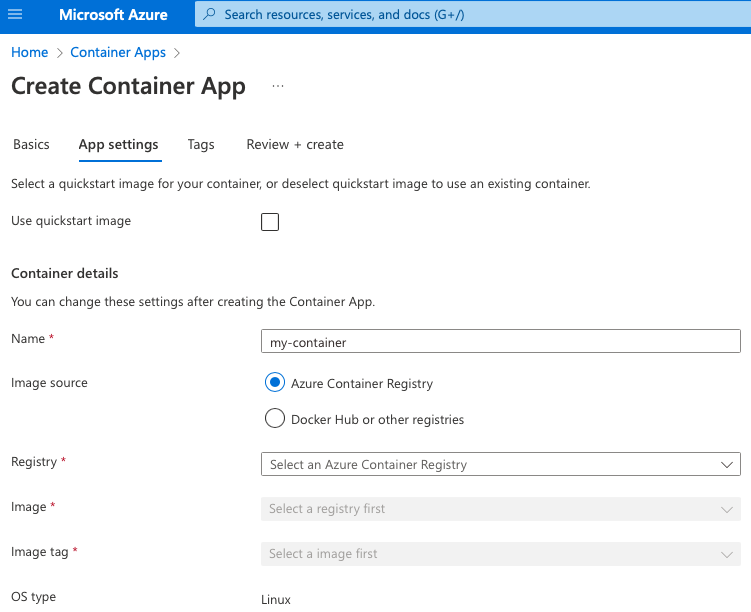 Microsoft Azure
Search resources, services, and docs (G+/)
Home > Container Apps >
Create Container App ...
Basics App settings Tags Review + create
Select a quickstart image for your container, or deselect quickstart image to use an existing container.
Use quickstart image
Container details
You can change these settings after creating the Container App.
Name * my-container
Image source Azure Container Registry
Docker Hub or other registries
Registry * Select an Azure Container Registry
Image * Select a registry first
Image tag * Select a image first
OS type Linux